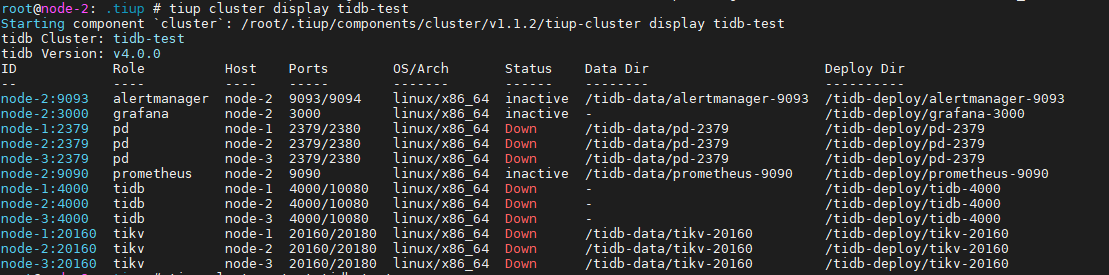 root@node-2: .tiup # tiup cluster display tidb-test
Starting component `cluster`: /root/.tiup/components/cluster/v1.1.2/tiup-cluster display tidb-test
tidb Cluster: tidb-test
tidb Version: v4.0.0
ID Role Host Ports OS/Arch Status Data Dir Deploy Dir
-- ---- ---- ----- ------- ------ -------- ----------
node-2:9093 alertmanager node-2 9093/9094 linux/x86_64 inactive /tidb-data/alertmanager-9093 /tidb-deploy/alertmanager-9093
node-2:3000 grafana node-2 3000 linux/x86_64 inactive - /tidb-deploy/grafana-3000
node-1:2379 pd node-1 2379/2380 linux/x86_64 Down /tidb-data/pd-2379 /tidb-deploy/pd-2379
node-2:2379 pd node-2 2379/2380 linux/x86_64 Down /tidb-data/pd-2379 /tidb-deploy/pd-2379
node-3:2379 pd node-3 2379/2380 linux/x86_64 Down /tidb-data/pd-2379 /tidb-deploy/pd-2379
node-2:9090 prometheus node-2 9090 linux/x86_64 inactive /tidb-data/prometheus-9090 /tidb-deploy/prometheus-9090
node-1:4000 tidb node-1 4000/10080 linux/x86_64 Down - /tidb-deploy/tidb-4000
node-2:4000 tidb node-2 4000/10080 linux/x86_64 Down - /tidb-deploy/tidb-4000
node-3:4000 tidb node-3 4000/10080 linux/x86_64 Down - /tidb-deploy/tidb-4000
node-1:20160 tikv node-1 20160/20180 linux/x86_64 Down /tidb-data/tikv-20160 /tidb-deploy/tikv-20160
node-2:20160 tikv node-2 20160/20180 linux/x86_64 Down /tidb-data/tikv-20160 /tidb-deploy/tikv-20160
node-3:20160 tikv node-3 20160/20180 linux/x86_64 Down /tidb-data/tikv-20160 /tidb-deploy/tikv-20160